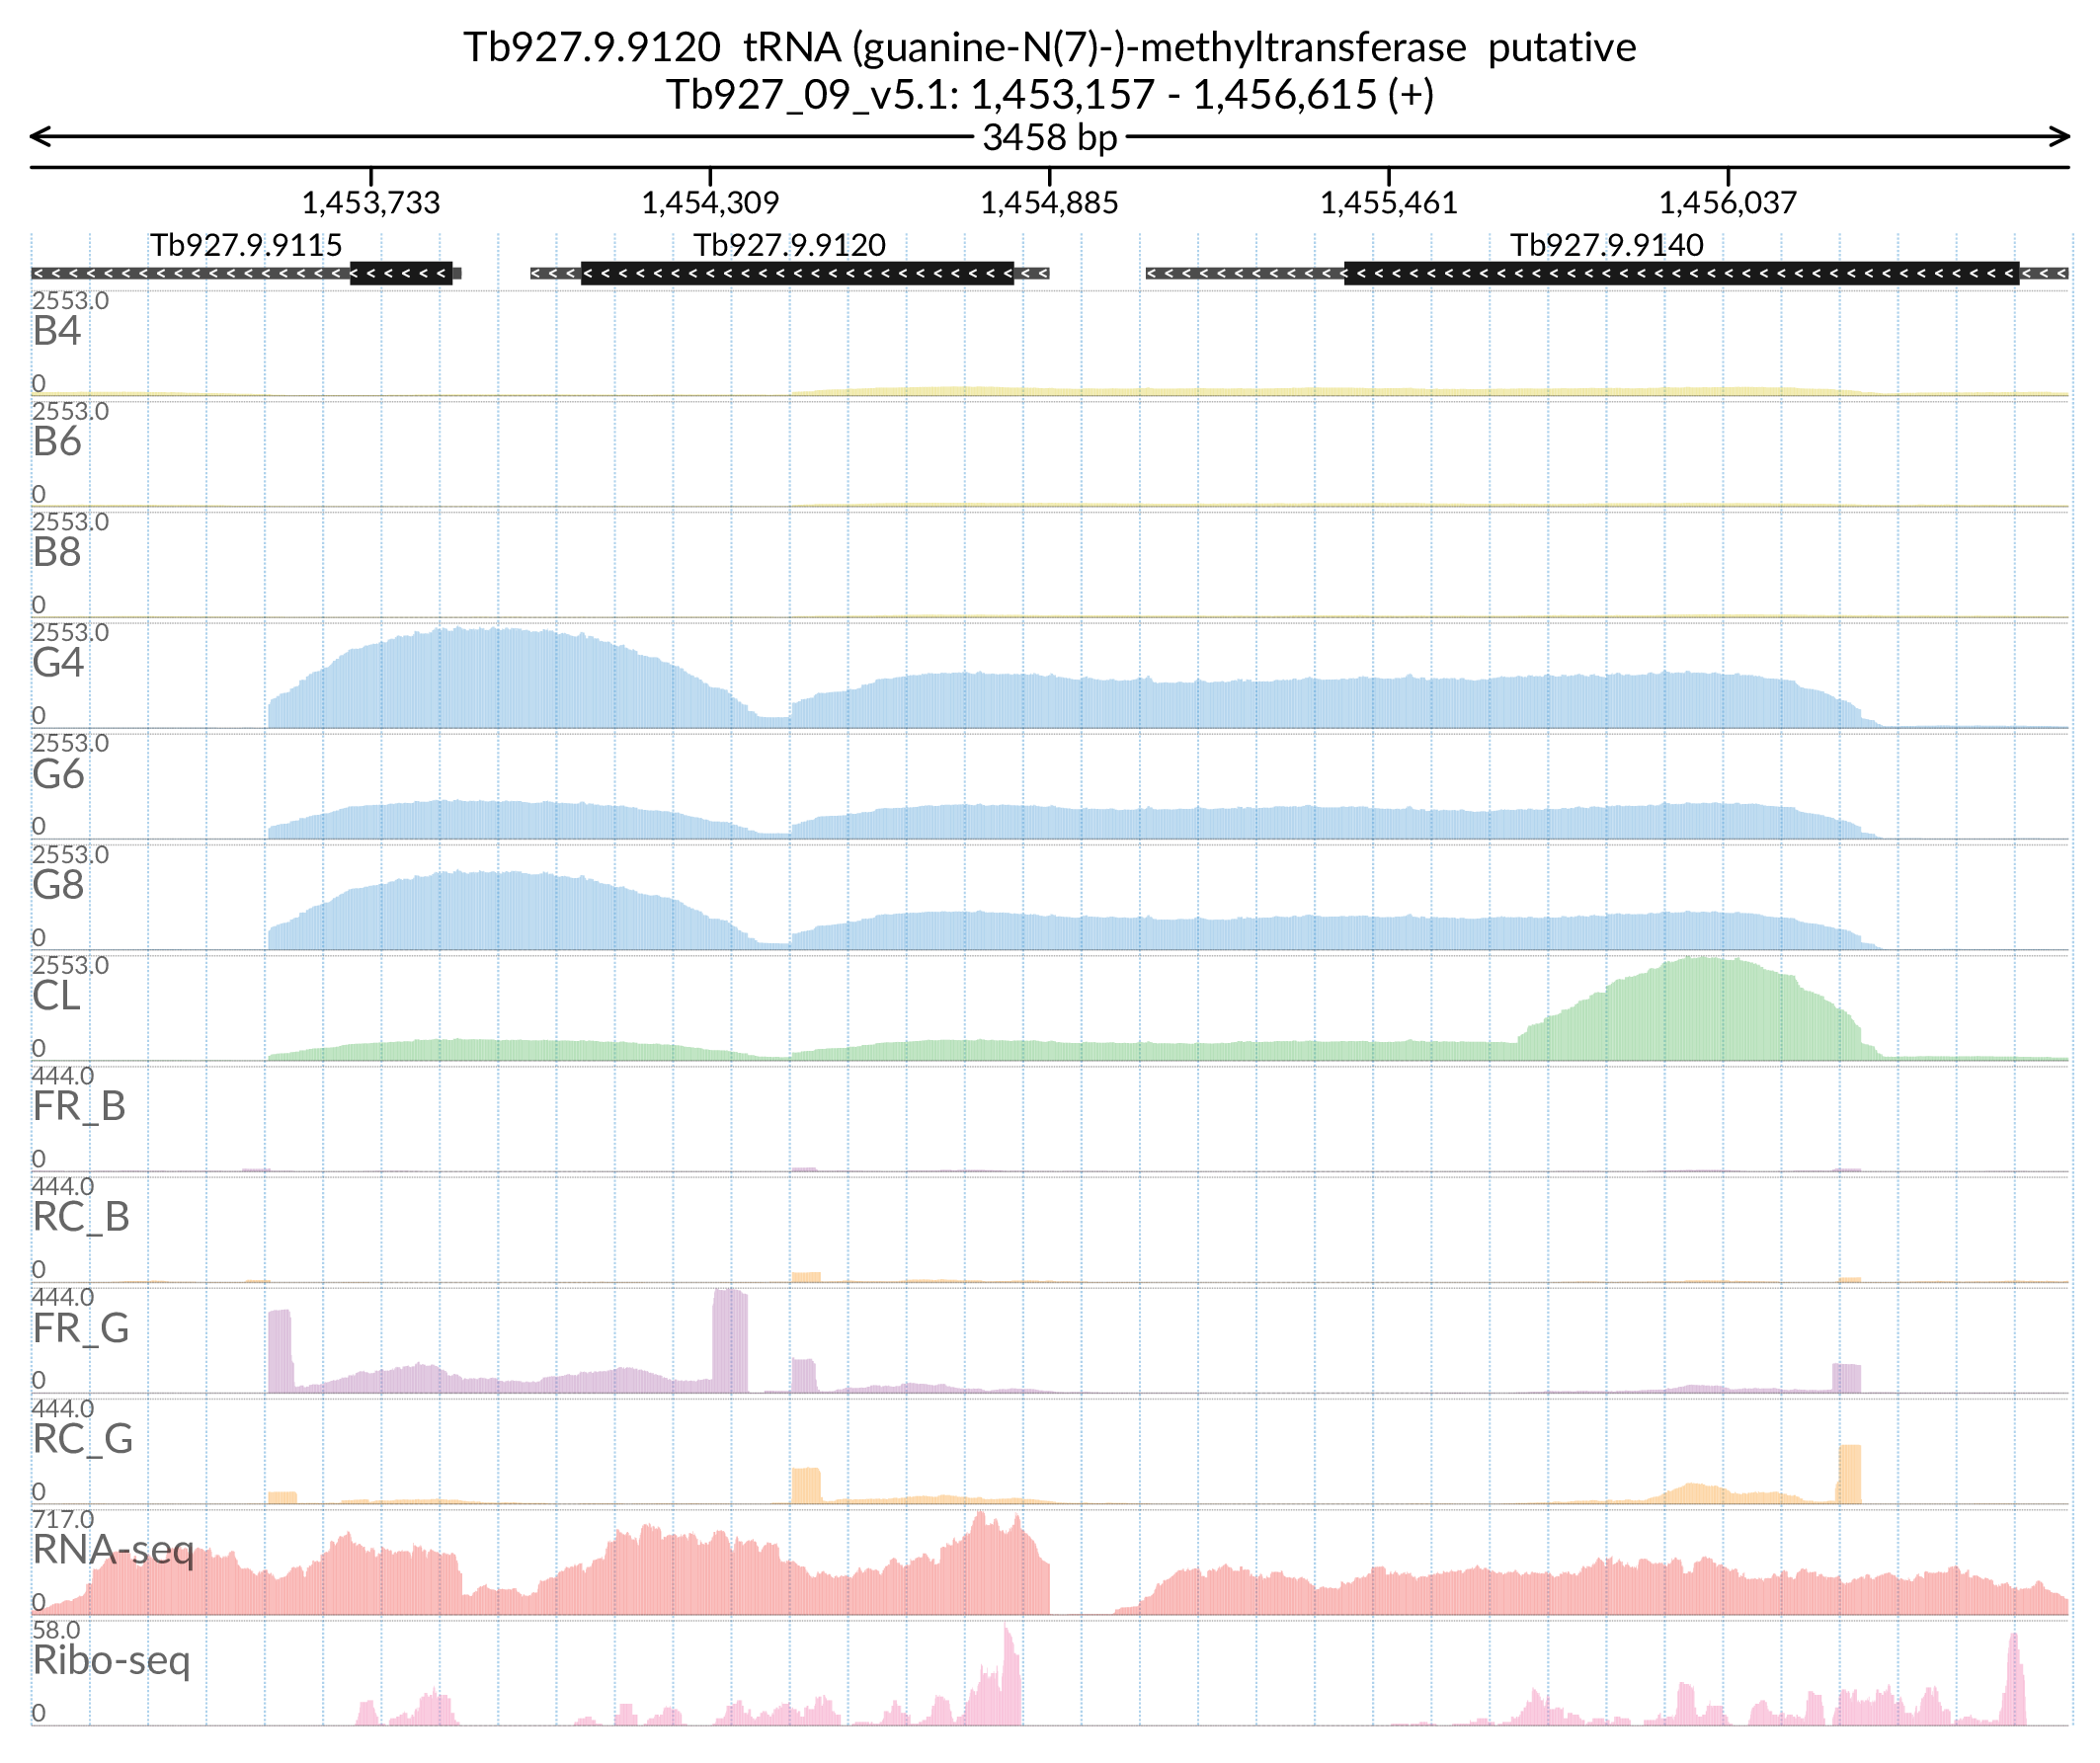 Tb927.9.9120 tRNA (guanine-N(7)-)-methyltransferase putative
Tb927_09_v5.1: 1,453,157 - 1,456,615 (+)
3458 bp
1,453,733 1,454,309 1,454,885 1,455,461 1,456,037
Tb927.9.9115 Tb927.9.9120 Tb927.9.9140
2553.0
B4
0
2553.0
B6
0
2553.0
B8
0
2553.0
G4
0
2553.0
G6
0
2553.0
G8
0
2553.0
CL
0
444.0
FR_B
0
444.0
RC_B
0
444.0
FR_G
0
444.0
RC_G
0
717.0
RNA-seq
0
58.0
Ribo-seq
0